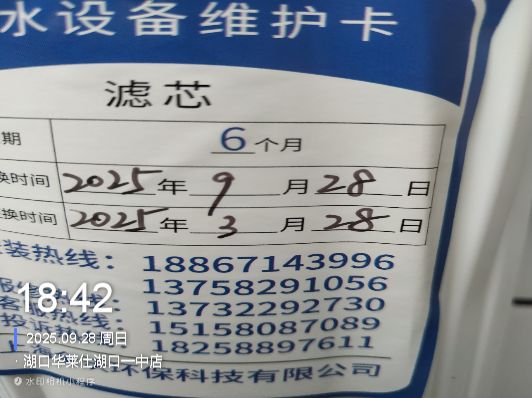 水设备维护卡
滤芯
期 6个月
换时间 2025年9月28日
换时间 2025年3月28日
装热线：18867143996
13758291056
13732292730
投诉热线：15158087089
18258897611
环保科技有限公司
18:42
2025.09.28 周日
·湖口华莱仕湖口一中店
水印相机小程序